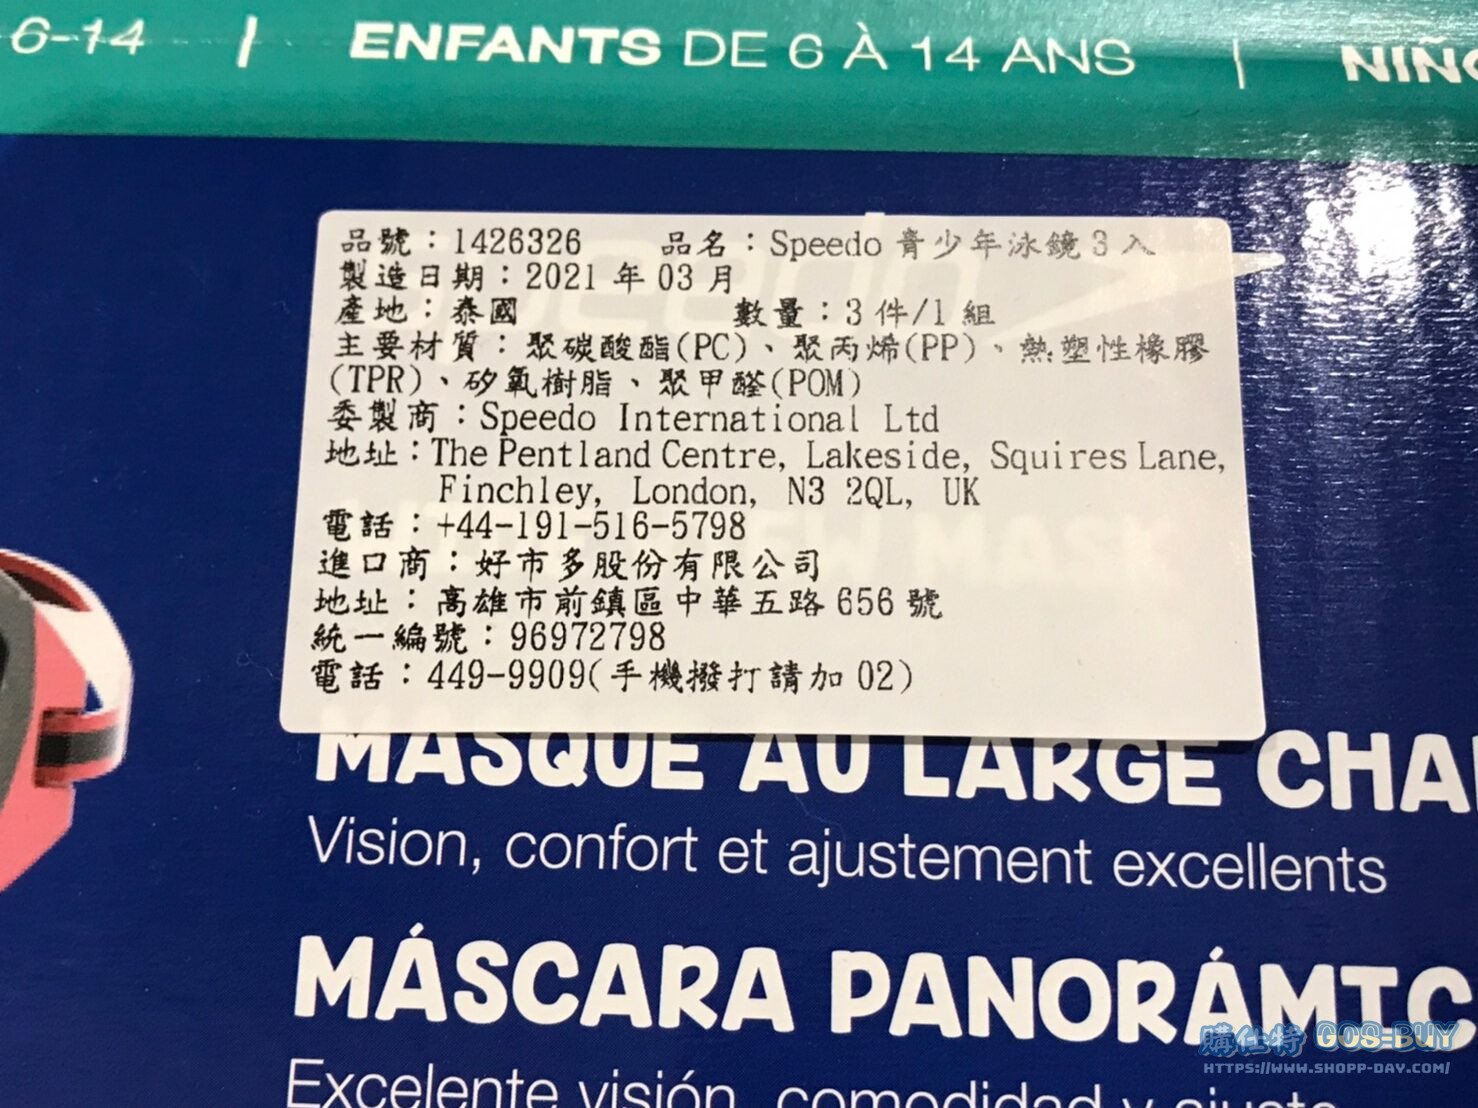 6-14 | ENFANTS DE 6 À 14 ANS |
品號：1426326 品名：Speedo 青少年泳鏡3入
製造日期：2021 年 03 月
產地：泰國 數量：3 件/1 組
主要材質：聚碳酸酯(PC)、聚丙烯(PP)、熱塑性橡膠
(TPR)、矽氧樹脂、聚甲醛(POM)
委製商：Speedo International Ltd
地址：The Pentland Centre, Lakeside, Squires Lane,
Finchley, London, N3 2QL, UK
電話：+44-191-516-5798
進口商：好市多股份有限公司
地址：高雄市前鎮區中華五路 656 號
統一編號：96972798
電話：449-9909(手機撥打請加 02)
MASQUE AU LARGE
Vision, confort et ajustement excellents
MÁSCARA
Excelente visión, comodidad y ajuste
購仕特 GOS-BUY
HTTPS://WWW.SHOPP-DAY.COM/